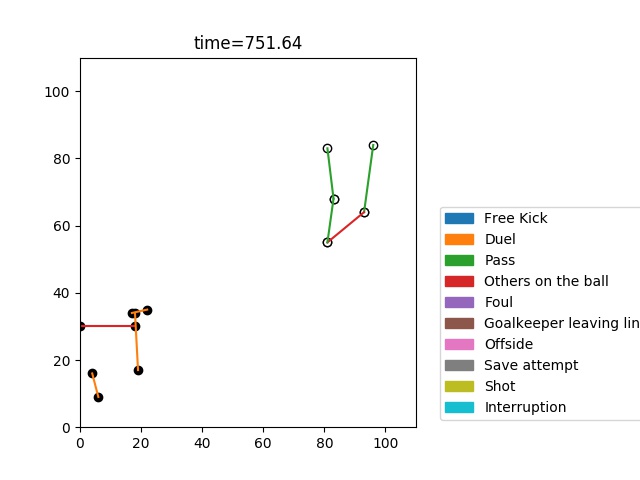 time=751.64
100
80
60
40
20
0
0 20 40 60 80 100
Free Kick
Duel
Pass
Others on the ball
Foul
Goalkeeper leaving lin
Offside
Save attempt
Shot
Interruption